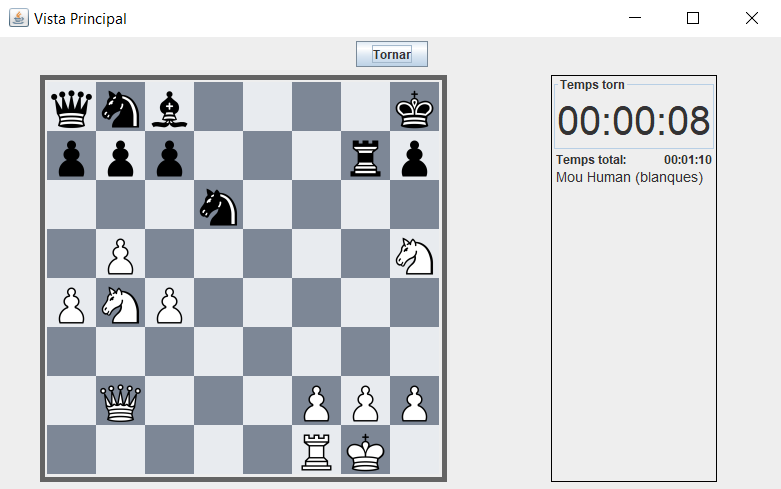 Vista Principal
Tornar
Temps torn
00:00:08
Temps total: 00:01:10
Mou Human (blanques)